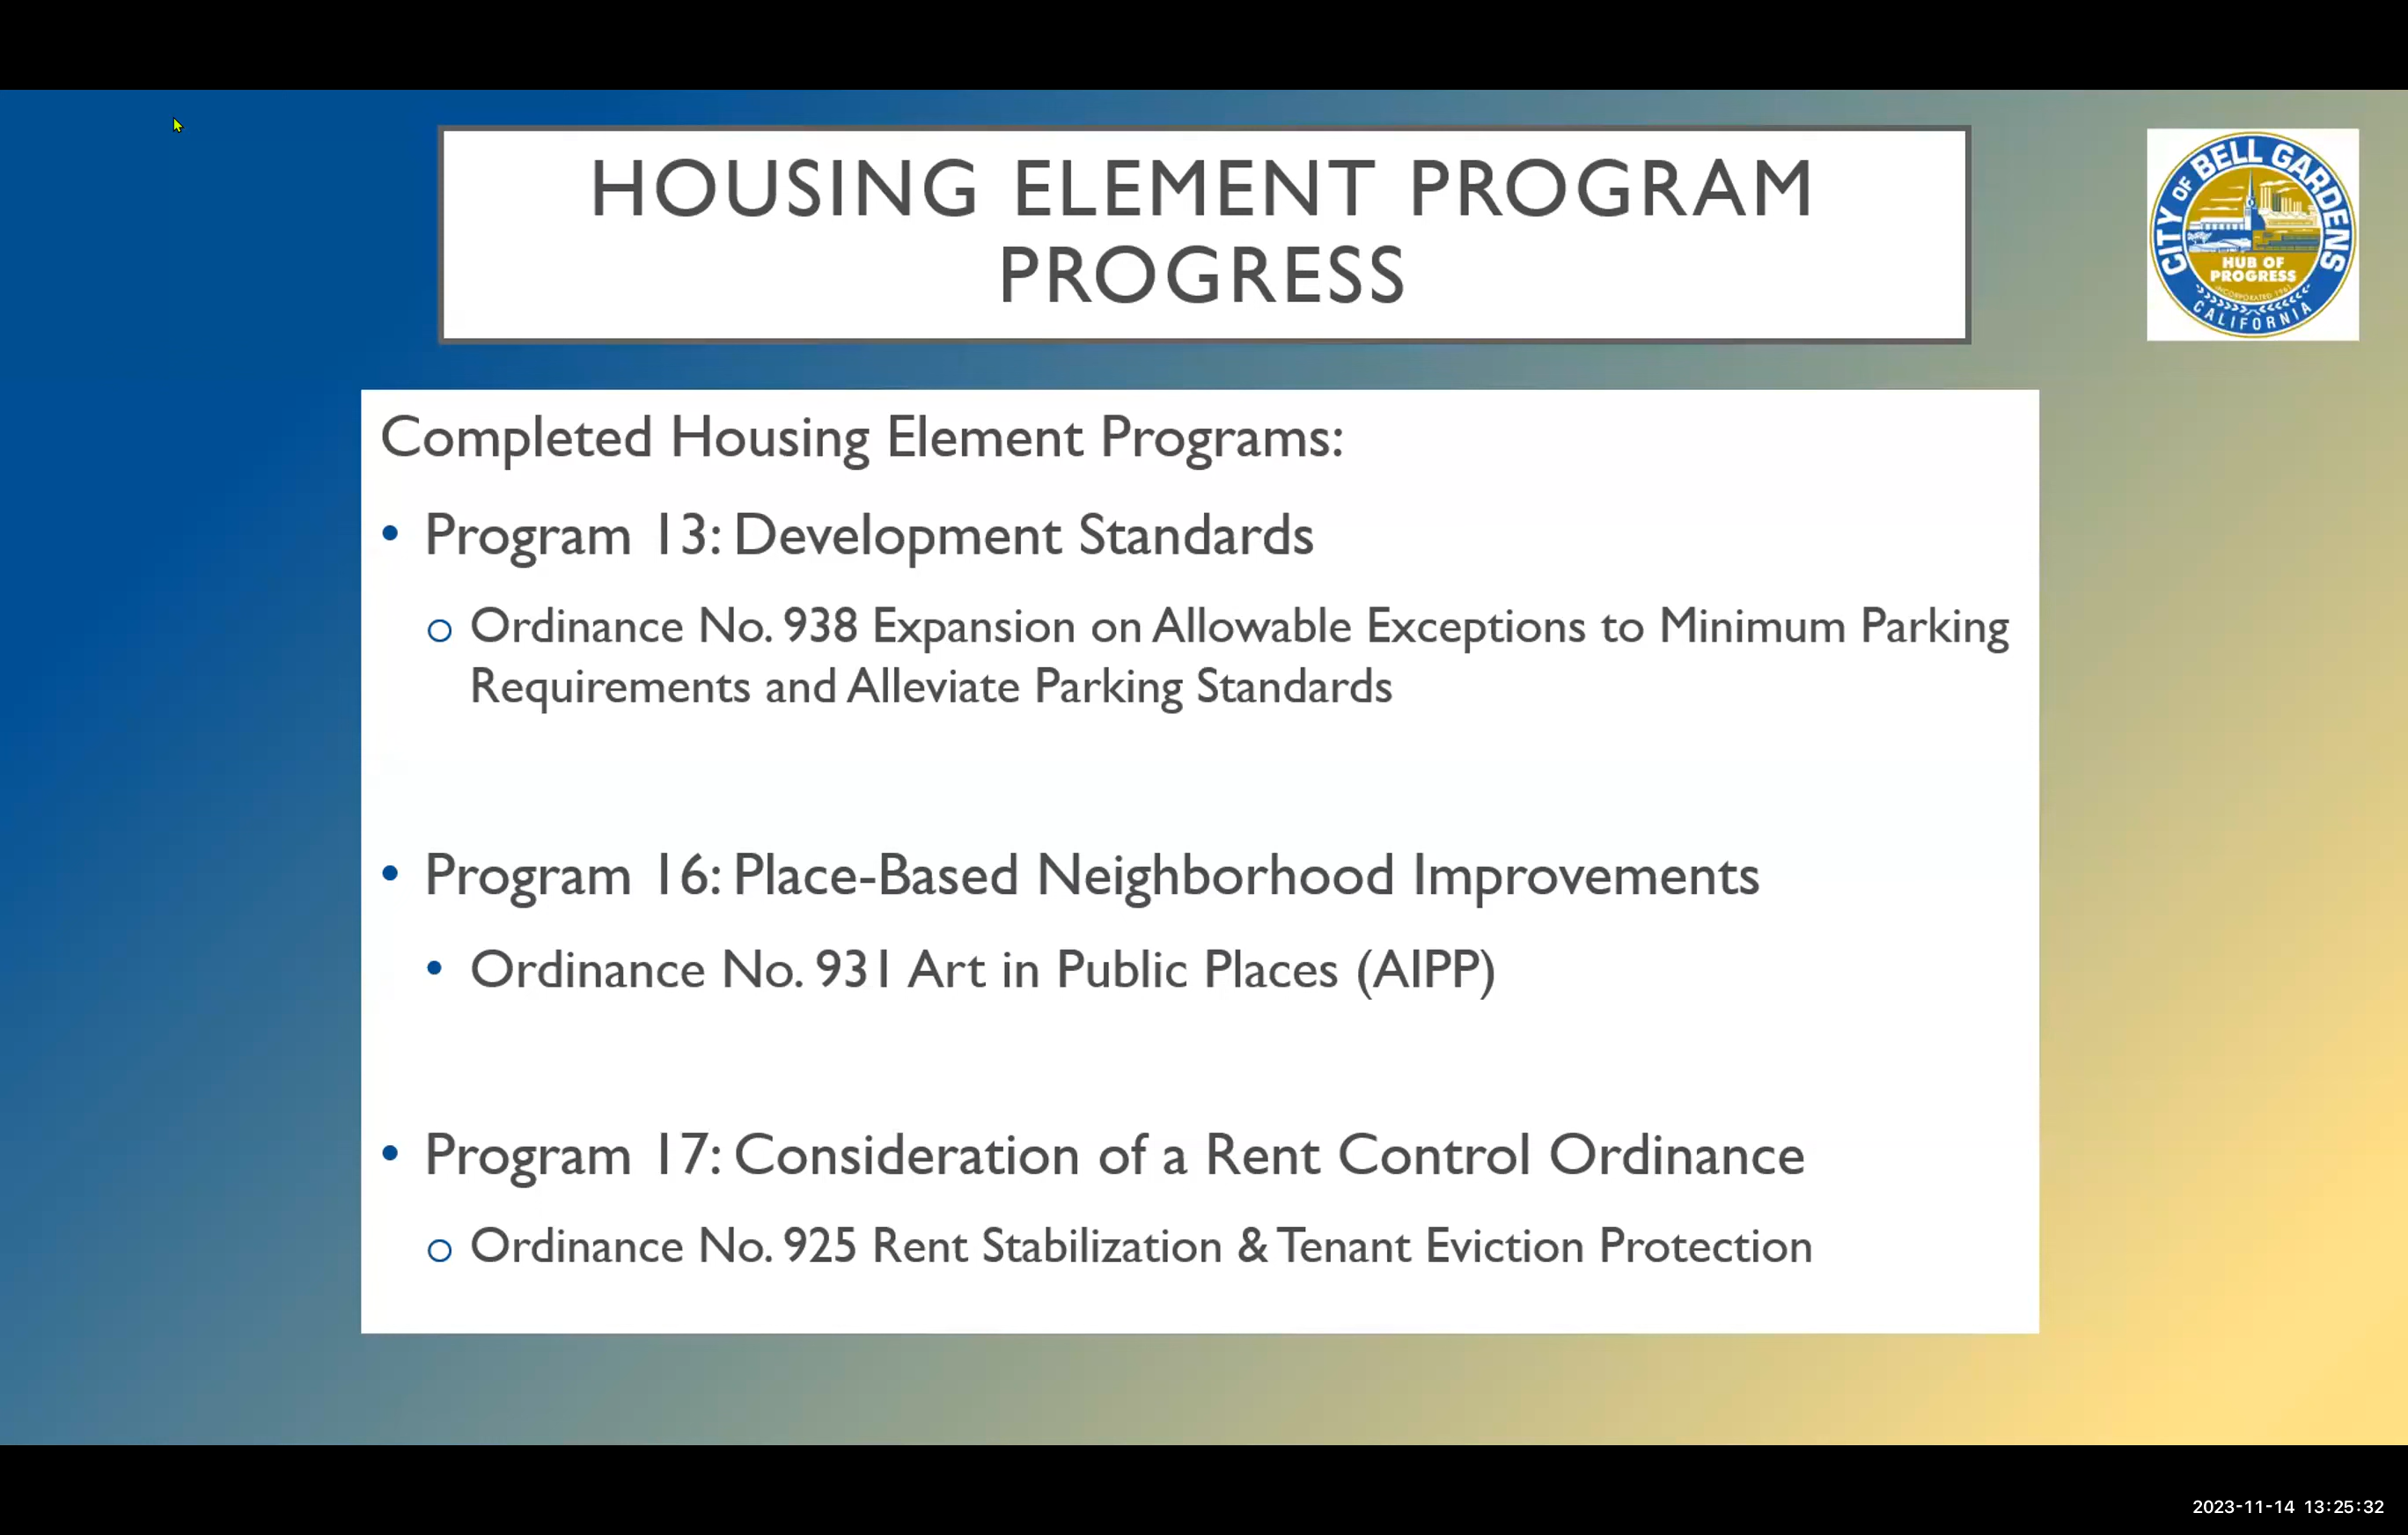 HOUSING ELEMENT PROGRAM
PROGRESS
CITY OF BELL GARDENS
HUB OF
PROGRESS
CALIFORNIA
Completed Housing Element Programs:
• Program 13: Development Standards
○ Ordinance No. 938 Expansion on Allowable Exceptions to Minimum Parking
Requirements and Alleviate Parking Standards
• Program 16: Place-Based Neighborhood Improvements
• Ordinance No. 931 Art in Public Places (AIPP)
• Program 17: Consideration of a Rent Control Ordinance
○ Ordinance No. 925 Rent Stabilization & Tenant Eviction Protection
2023-11-14 13:25:32